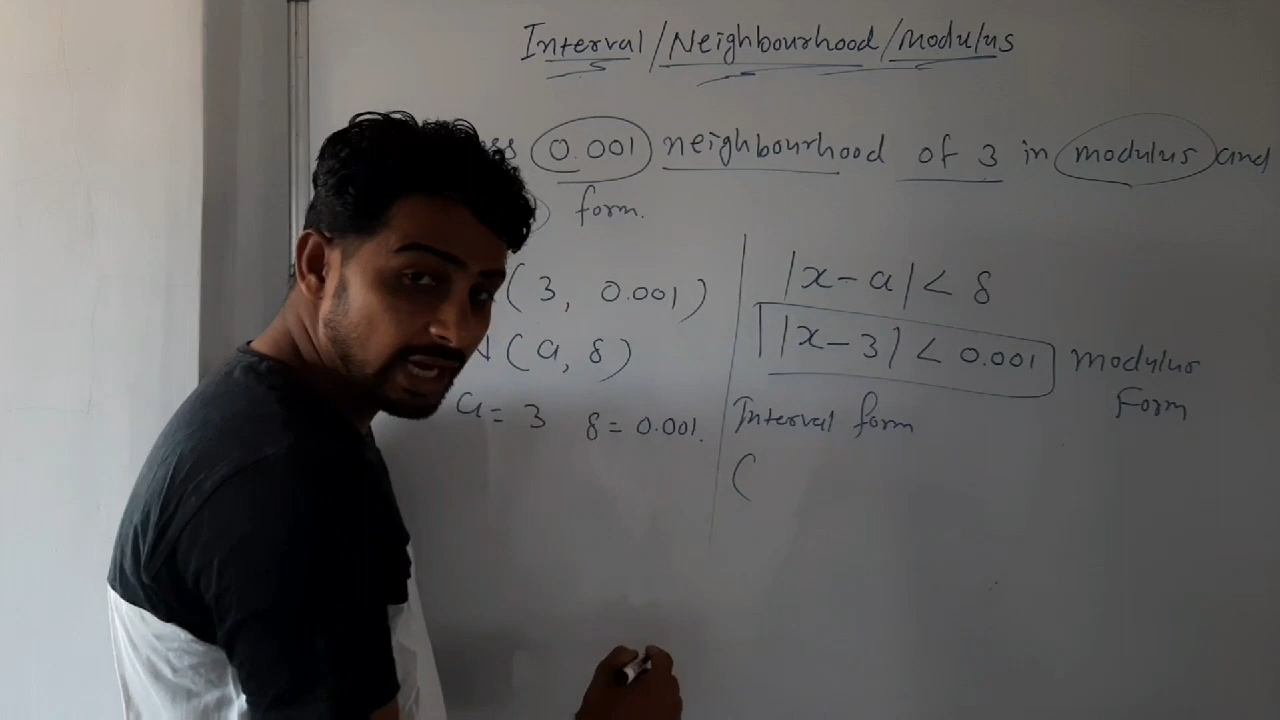 Interval/Neighbourhood/Modulus
0.001 neighbourhood of 3 in modulus and
form.
(3, 0.001)
(a, δ)
a = 3 δ = 0.001.
|x-a| < δ
|x-3| < 0.001 modulus
Form
Interval form
(